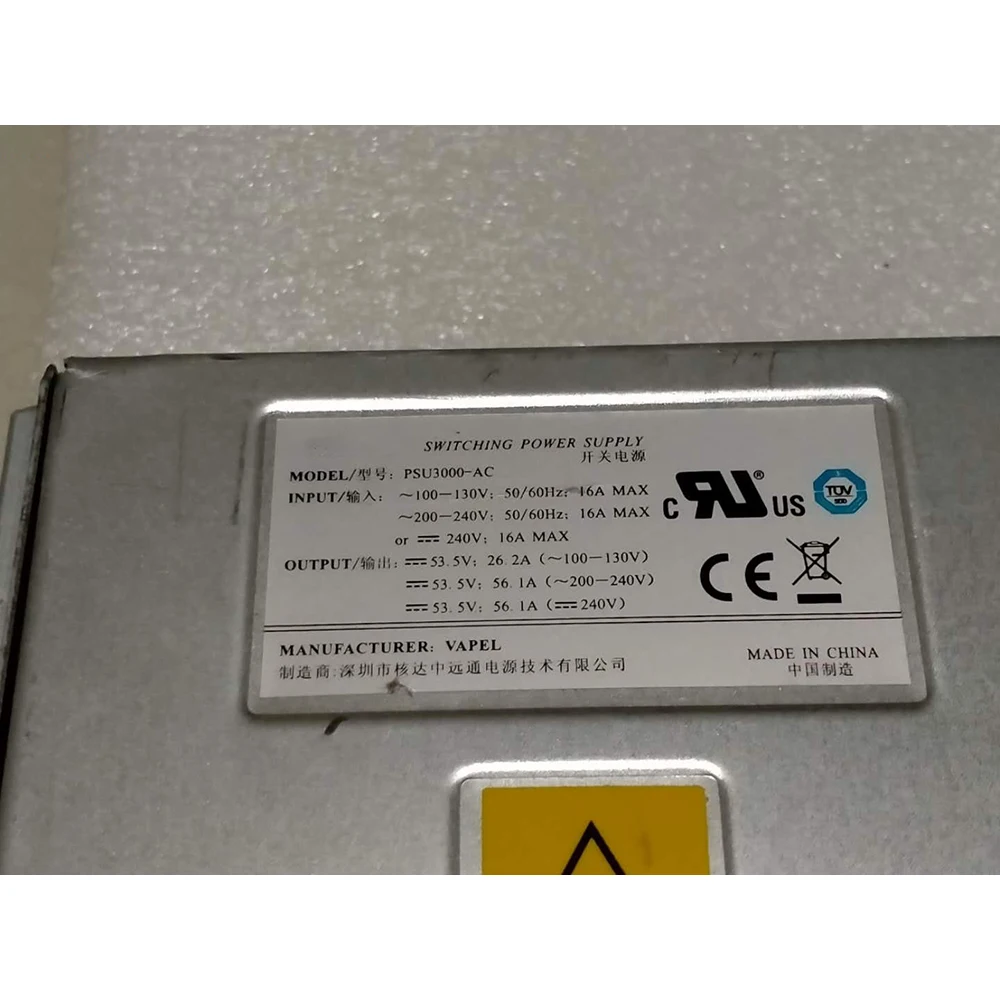 SWITCHING POWER SUPPLY
开关电源
MODEL/型号: PSU3000-AC
INPUT/输入: ~100-130V; 50/60Hz; 16A MAX
~200-240V; 50/60Hz; 16A MAX
or ⎓ 240V; 16A MAX
OUTPUT/输出: ⎓ 53.5V; 26.2A (~100-130V)
⎓ 53.5V; 56.1A (~200-240V)
⎓ 53.5V; 56.1A (⎓ 240V)
C RU ® US
TÜV
CE
MANUFACTURER: VAPEL
制造商:深圳市核达中远通电源技术有限公司
MADE IN CHINA
中国制造